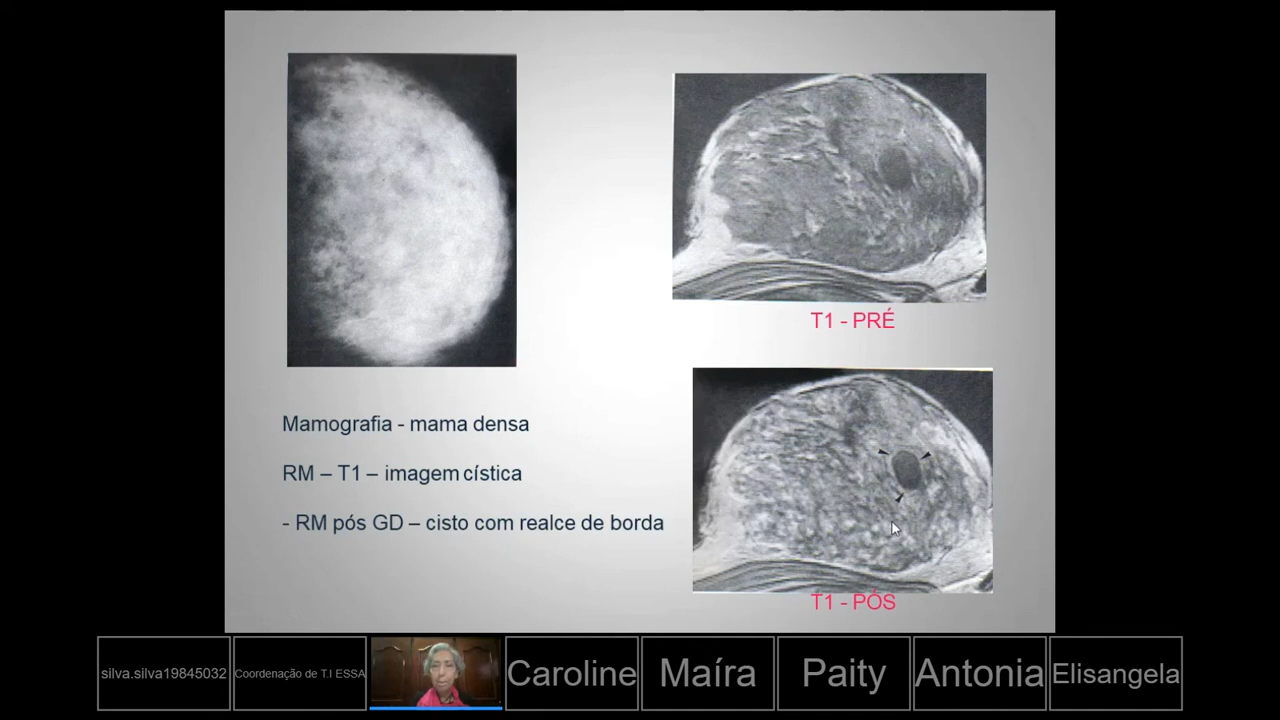 T1 - PRÉ
Mamografia - mama densa
RM – T1 – imagem cística
- RM pós GD – cisto com realce de borda
T1 - PÓS
silva.silva19845032
Coordenação de T.I ESSA
Caroline
Maíra
Paity
Antonia
Elisangela